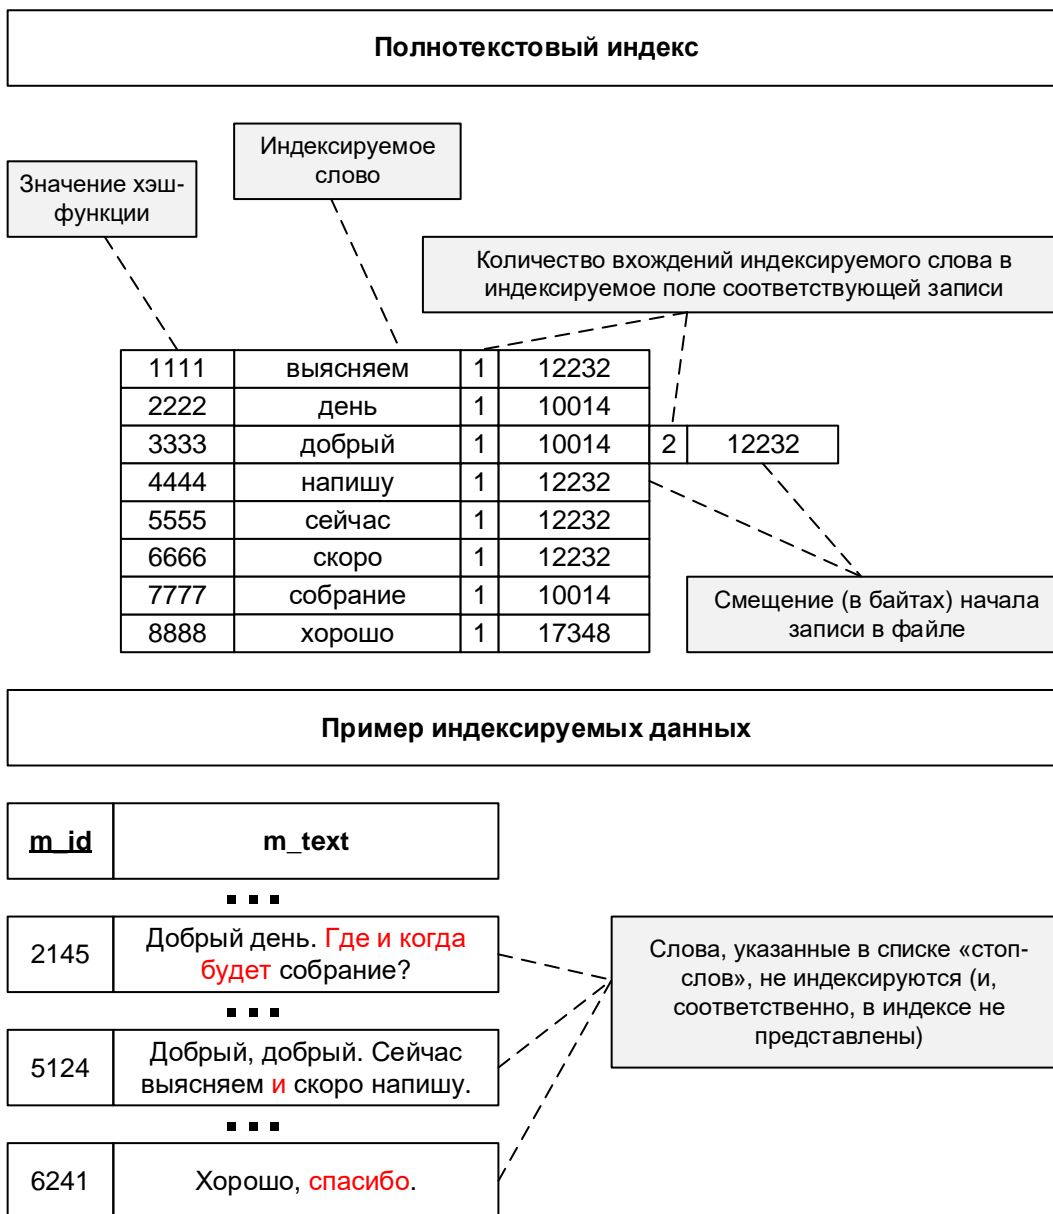 Полнотекстовый индекс
Индексируемое
слово
Значение хэш-
функции
Количество вхождений индексируемого слова в
индексируемое поле соответствующей записи
1111 выясняем 1 12232
2222 день 1 10014
3333 добрый 1 10014 2 12232
4444 напишу 1 12232
5555 сейчас 1 12232
6666 скоро 1 12232
7777 собрание 1 10014
8888 хорошо 1 17348
Смещение (в байтах) начала
записи в файле
Пример индексируемых данных
m_id m_text
...
2145 Добрый день. Где и когда
будет собрание?
...
5124 Добрый, добрый. Сейчас
выясняем и скоро напишу.
...
6241 Хорошо, спасибо.
Слова, указанные в списке «стоп-
слов», не индексируются (и,
соответственно, в индексе не
представлены)